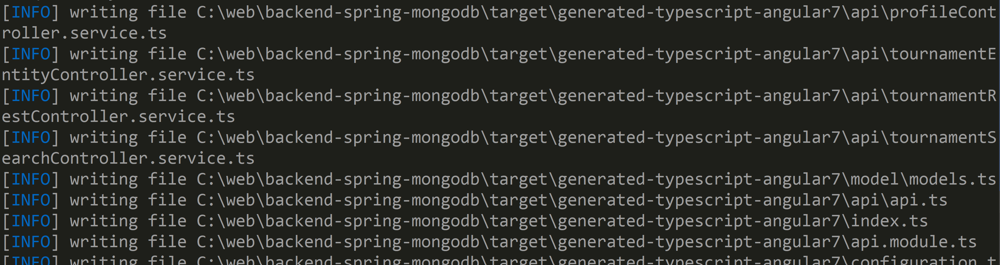 [INFO] writing file C:\web\backend-spring-mongodb\target\generated-typescript-angular7\api\profileCont
roller.service.ts
[INFO] writing file C:\web\backend-spring-mongodb\target\generated-typescript-angular7\api\tournamentE
ntityController.service.ts
[INFO] writing file C:\web\backend-spring-mongodb\target\generated-typescript-angular7\api\tournamentR
estController.service.ts
[INFO] writing file C:\web\backend-spring-mongodb\target\generated-typescript-angular7\api\tournamentS
earchController.service.ts
[INFO] writing file C:\web\backend-spring-mongodb\target\generated-typescript-angular7\model\models.ts
[INFO] writing file C:\web\backend-spring-mongodb\target\generated-typescript-angular7\api\api.ts
[INFO] writing file C:\web\backend-spring-mongodb\target\generated-typescript-angular7\index.ts
[INFO] writing file C:\web\backend-spring-mongodb\target\generated-typescript-angular7\api.module.ts
[INFO] writing file C:\web\backend-spring-mongodb\target\generated-typescript-angular7\configuration.t